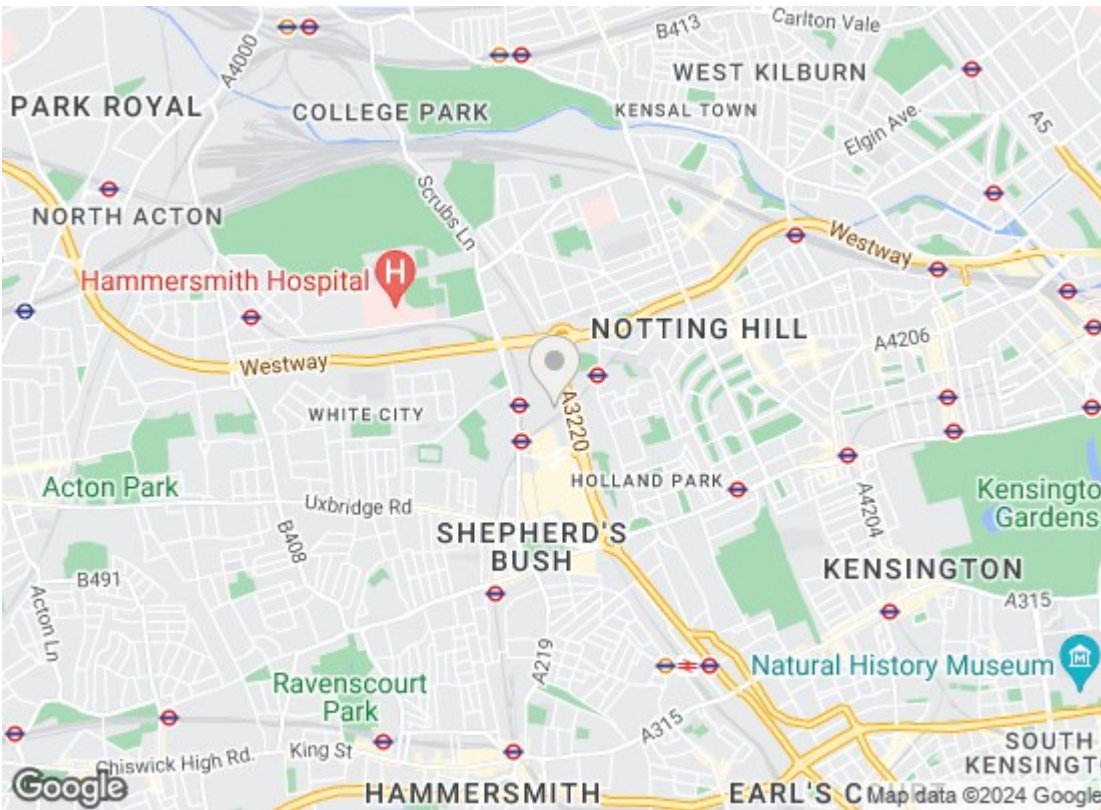 Carlton Vale
B413
A4000
WEST KILBURN
PARK ROYAL
COLLEGE PARK
KENSAL TOWN
A5
Elgin Ave.
Scrubs Ln
NORTH ACTON
Westway
Hammersmith Hospital
H
NOTTING HILL
A4206
Westway
WHITE CITY
A3220
HOLLAND PARK
Acton Park
Uxbridge Rd
A4204
Kensingto
Gardens
SHEPHERD'S
BUSH
B408
B491
KENSINGTON
A315
Acton Ln
A219
Natural History Museum
Ravenscourt
Park
A315
King St
Chiswick High Rd.
SOUTH
KENSINGT
Google
HAMMERSMITH
EARL'S C
Map data ©2024 Google